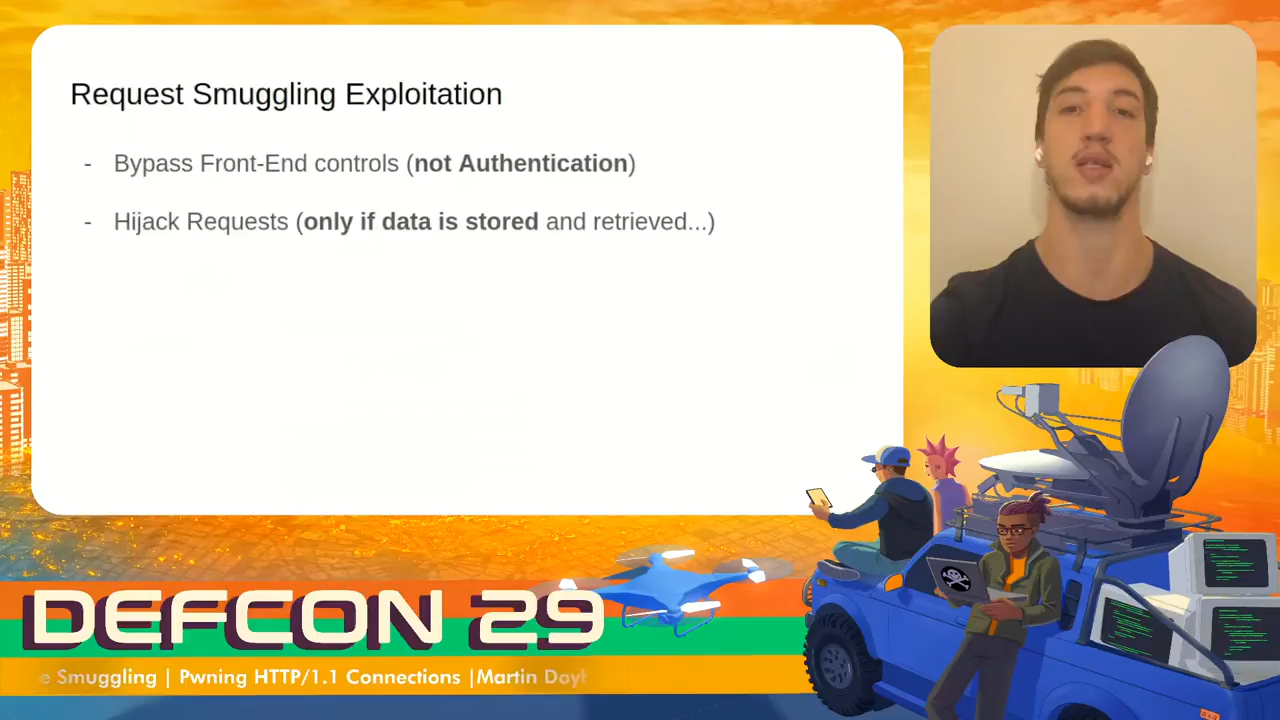 Request Smuggling Exploitation
- Bypass Front-End controls (not Authentication)
- Hijack Requests (only if data is stored and retrieved...)
DEFCON 29
e Smuggling | Pwning HTTP/1.1 Connections |Martin Doyh